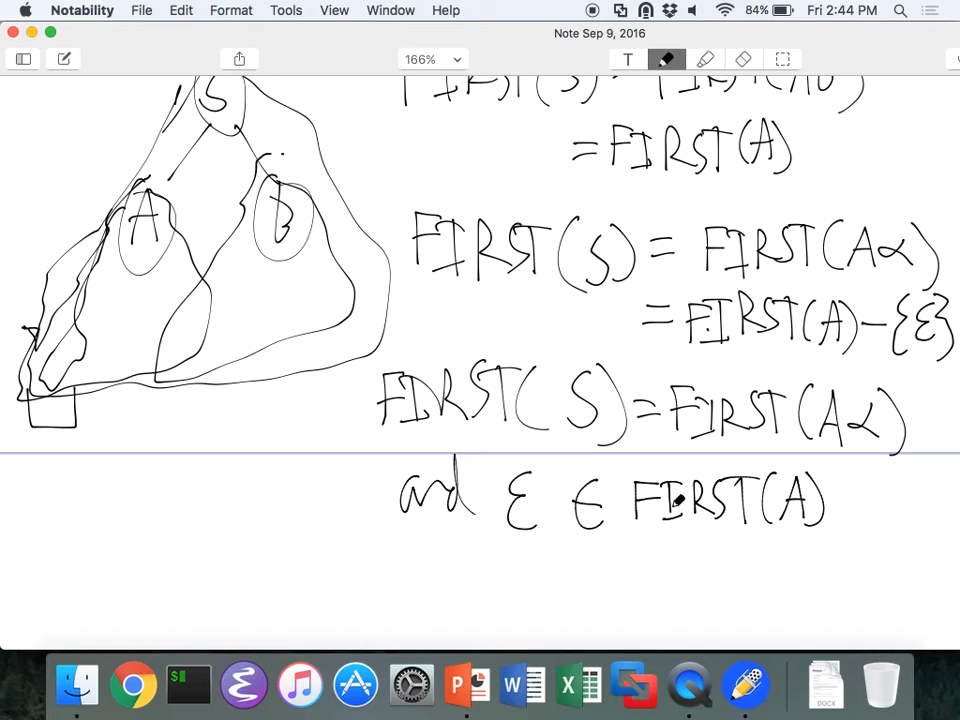 Notability File Edit Format Tools View Window Help 84% Fri 2:44 PM
Note Sep 9, 2016
166% T
S
A
B
= FIRST(A)
FIRST(S) = FIRST(Aα)
= FIRST(A) - {ε}
FIRST(S) = FIRST(Aα)
and ε ∈ FIRST(A)
$
P W X
DOCX